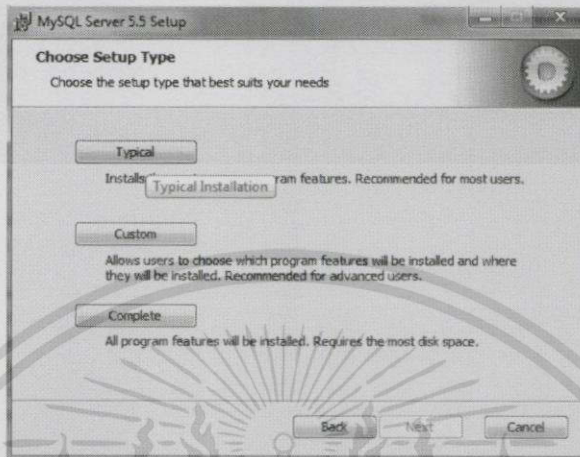 MySQL Server 5.5 Setup
Choose Setup Type
Choose the setup type that best suits your needs
Typical
Installs ram features. Recommended for most users.
Typical Installation
Custom
Allows users to choose which program features will be installed and where
they will be installed. Recommended for advanced users.
Complete
All program features will be installed. Requires the most disk space.
Back Next Cancel